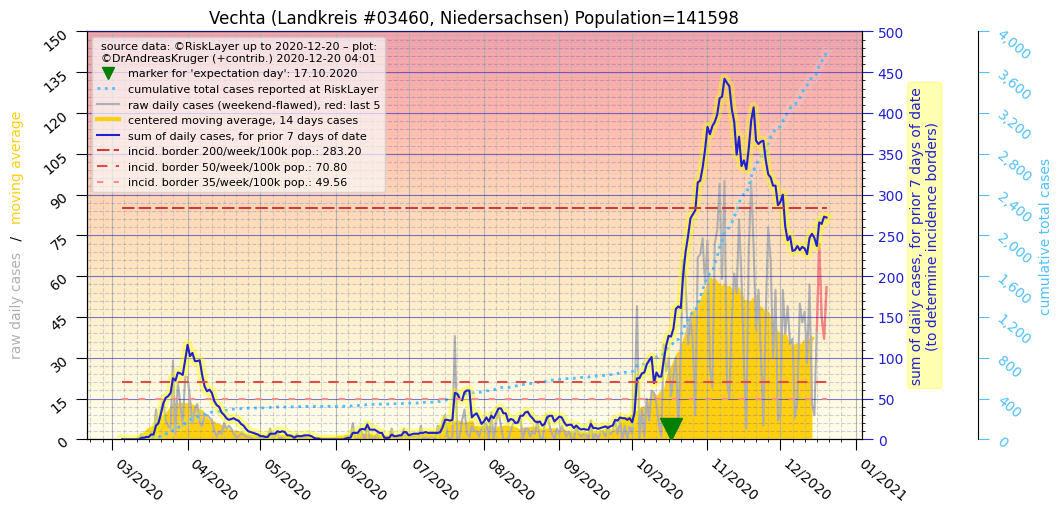 Vechta (Landkreis #03460, Niedersachsen) Population=141598
source data: ©RiskLayer up to 2020-12-20 – plot:
©DrAndreasKruger (+contrib.) 2020-12-20 04:01
marker for 'expectation day': 17.10.2020
cumulative total cases reported at RiskLayer
raw daily cases (weekend-flawed), red: last 5
centered moving average, 14 days cases
sum of daily cases, for prior 7 days of date
incid. border 200/week/100k pop.: 283.20
incid. border 50/week/100k pop.: 70.80
incid. border 35/week/100k pop.: 49.56
raw daily cases / moving average
150
135
120
105
90
75
60
45
30
15
0
03/2020
04/2020
05/2020
06/2020
07/2020
08/2020
09/2020
10/2020
11/2020
12/2020
01/2021
500
450
400
350
300
250
200
150
100
50
0
sum of daily cases, for prior 7 days of date
(to determine incidence borders)
4,000
3,600
3,200
2,800
2,400
2,000
1,600
1,200
800
400
0
cumulative total cases